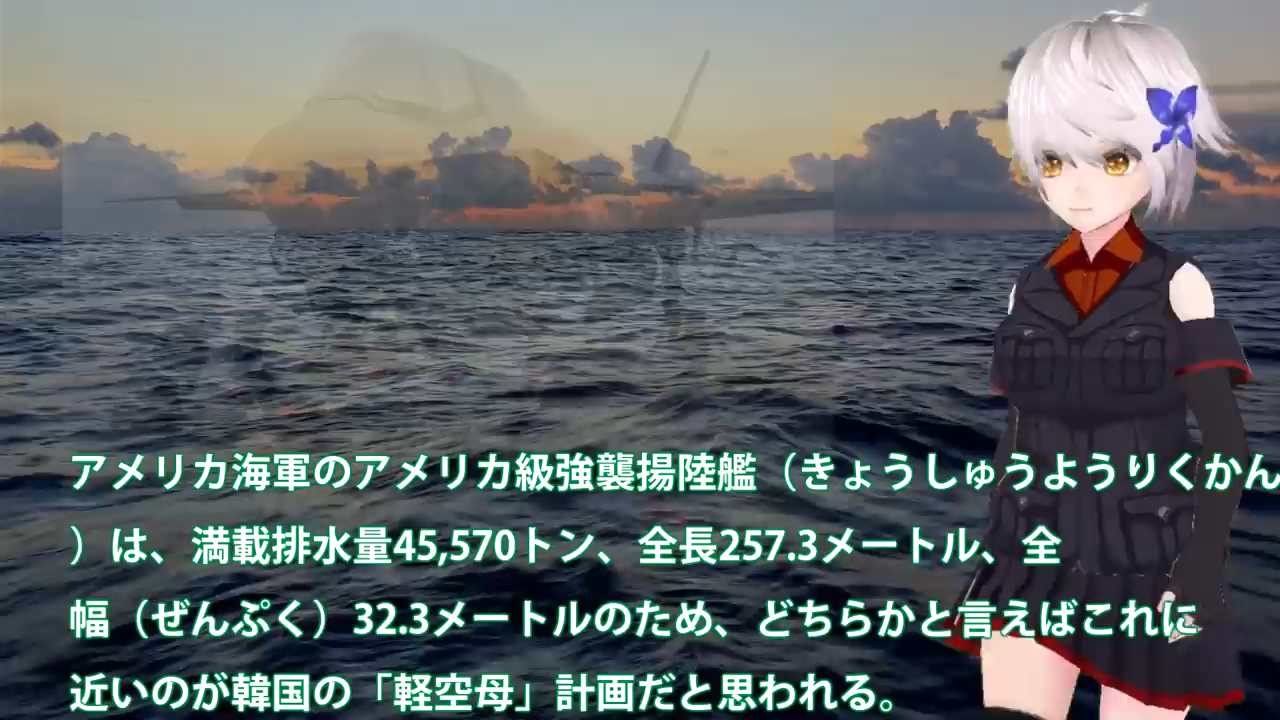 アメリカ海軍のアメリカ級強襲揚陸艦（きょうしゅうようりくかん
）は、満載排水量45,570トン、全長257.3メートル、全
幅（ぜんぷく）32.3メートルのため、どちらかと言えばこれに
近いのが韓国の「軽空母」計画だと思われる。